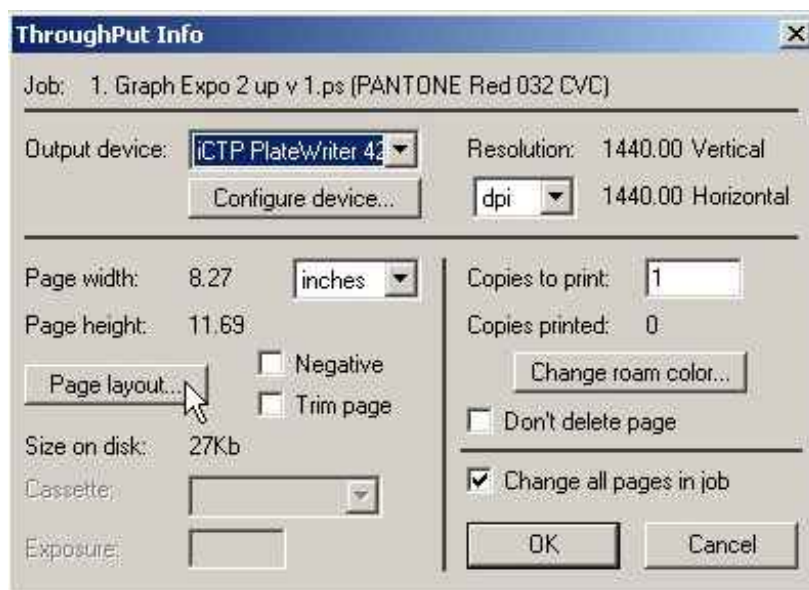 ThroughPut Info
Job: 1. Graph Expo 2 up v 1.ps (PANTONE Red 032 CVC)
Output device: iCTP PlateWriter 42
Configure device...
Resolution: 1440.00 Vertical
dpi 1440.00 Horizontal
Page width: 8.27 inches
Page height: 11.69
Page layout...
Negative
Trim page
Size on disk: 27Kb
Cassette:
Exposure:
Copies to print: 1
Copies printed: 0
Change roam color...
Don't delete page
Change all pages in job
OK Cancel